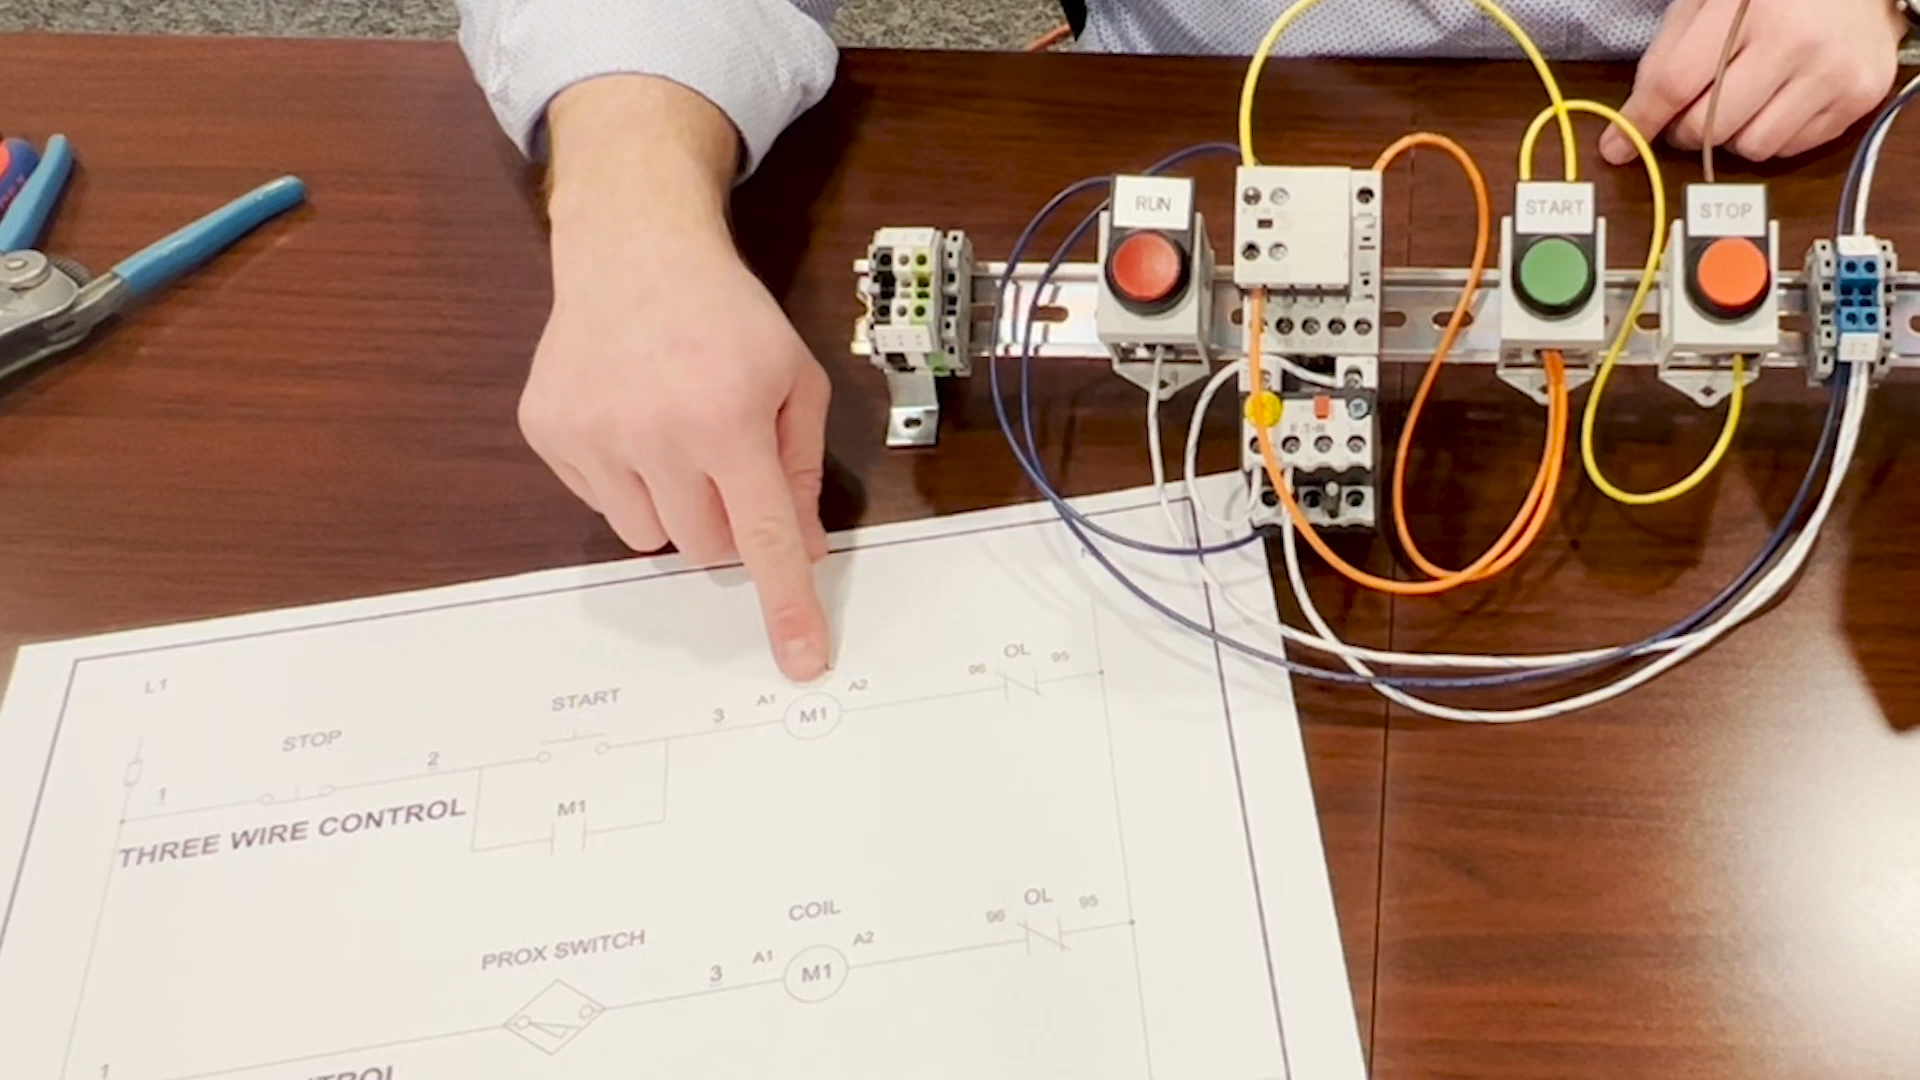 RUN
START
STOP
L1
STOP
START
1
2
3
A1
M1
A2
96
OL
95
M1
THREE WIRE CONTROL
PROX SWITCH
COIL
1
3
A1
M1
A2
96
OL
95